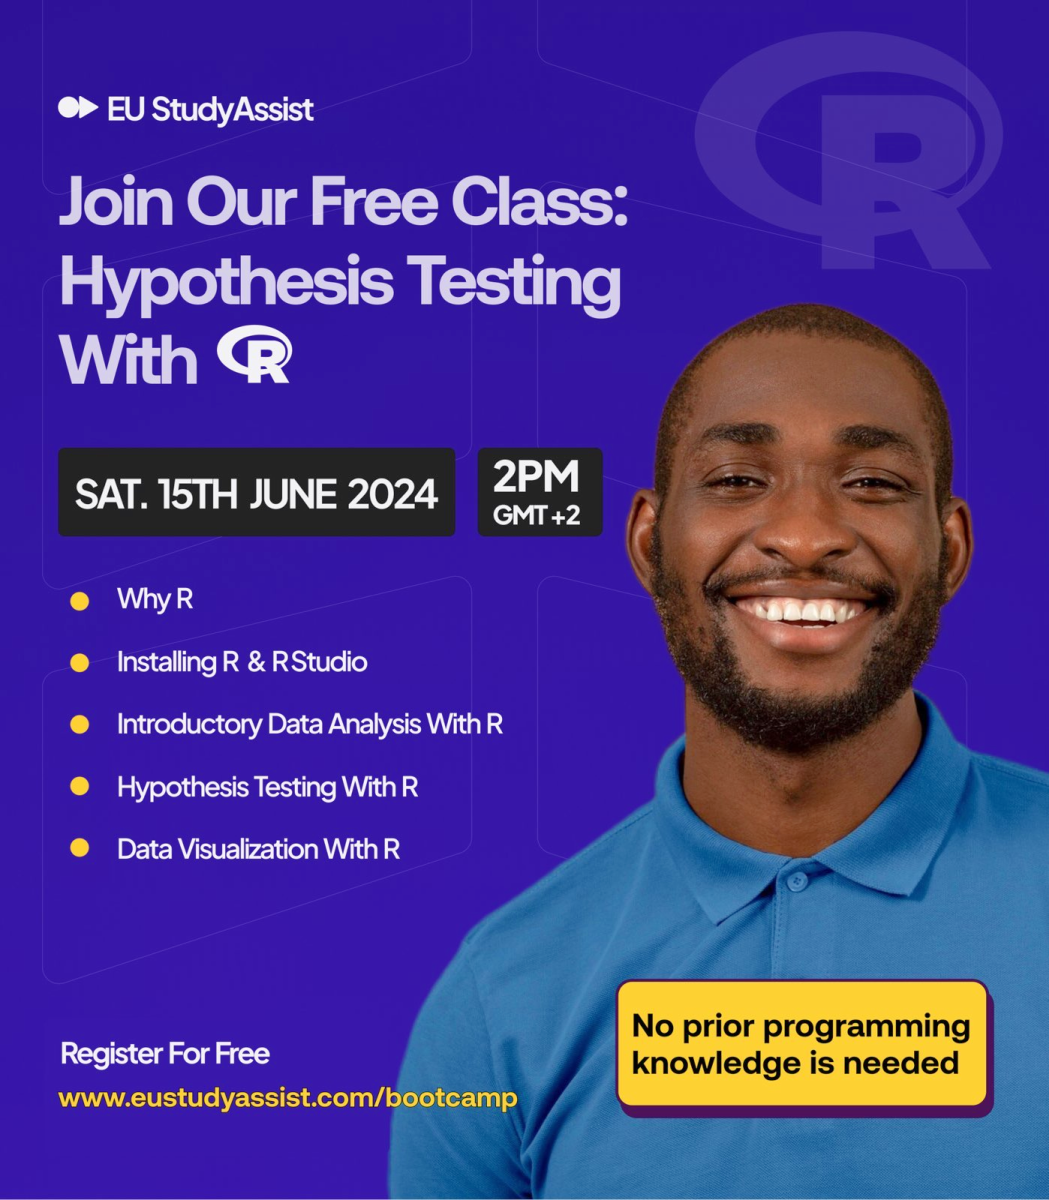 EU StudyAssist
Join Our Free Class:
Hypothesis Testing
With R
SAT. 15TH JUNE 2024
2PM
GMT +2
Why R
Installing R & RStudio
Introductory Data Analysis With R
Hypothesis Testing With R
Data Visualization With R
Register For Free
www.eustudyassist.com/bootcamp
No prior programming
knowledge is needed
R